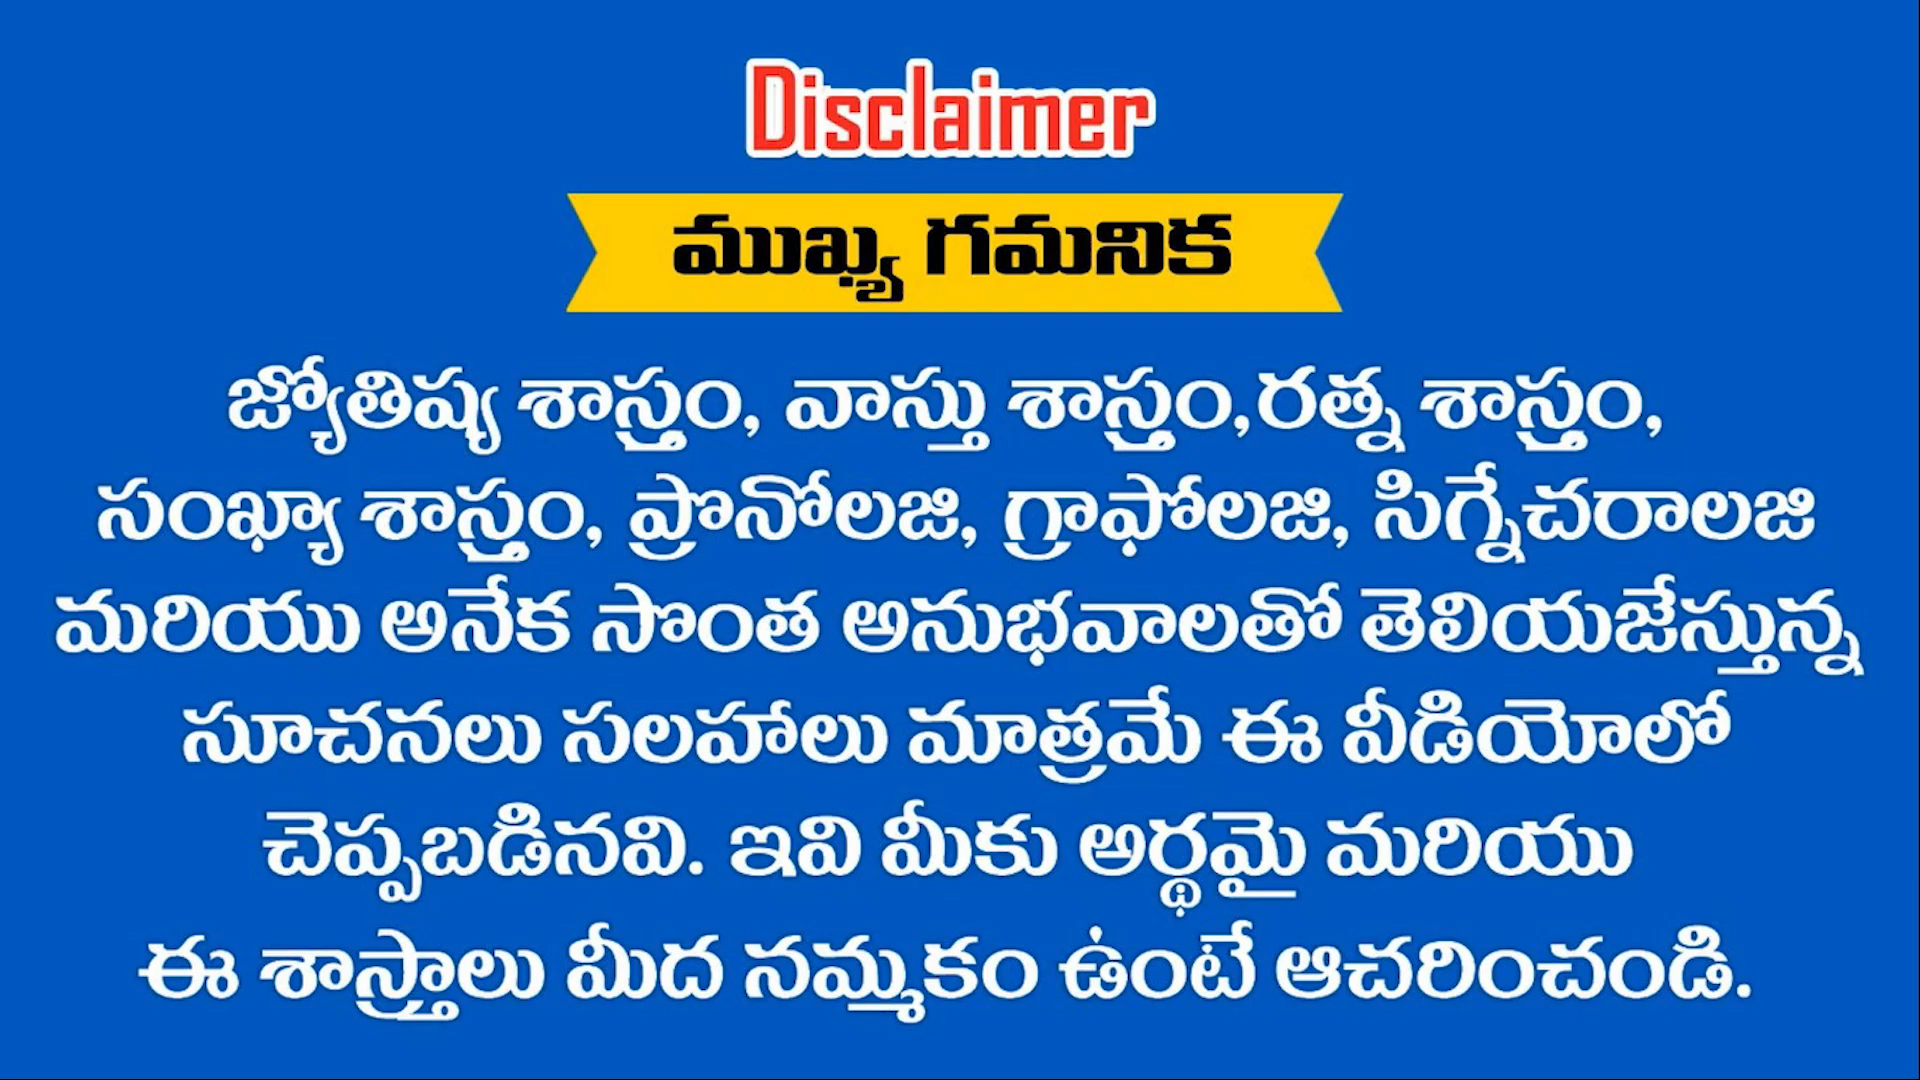 Disclaimer
ముఖ్య గమనిక
జ్యోతిష్య శాస్త్రం, వాస్తు శాస్త్రం,రత్న శాస్త్రం,
సంఖ్యా శాస్త్రం, ప్రొనోలజి, గ్రాఫోలజి, సిగ్నేచరాలజి
మరియు అనేక సొంత అనుభవాలతో తెలియజేస్తున్న
సూచనలు సలహాలు మాత్రమే ఈ వీడియోలో
చెప్పబడినవి. ఇవి మీకు అర్థమై మరియు
ఈ శాస్త్రాలు మీద నమ్మకం ఉంటే ఆచరించండి.